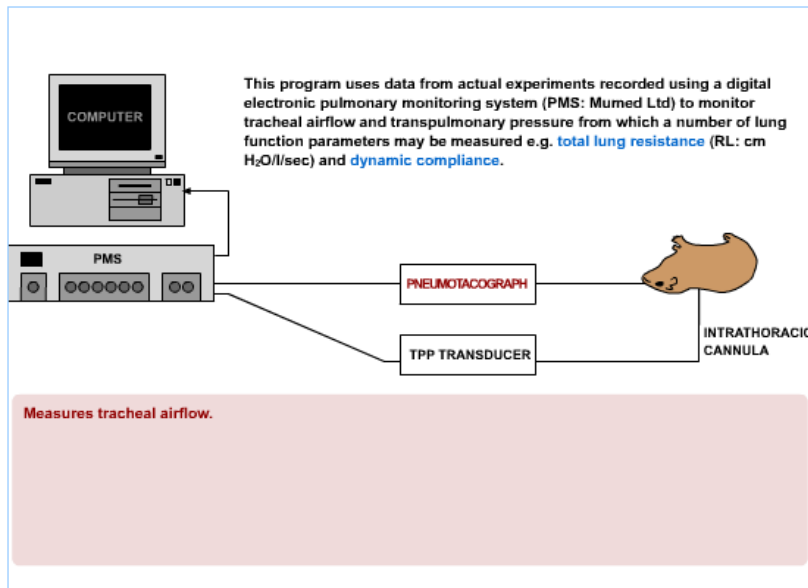 This program uses data from actual experiments recorded using a digital
electronic pulmonary monitoring system (PMS: Mumed Ltd) to monitor
tracheal airflow and transpulmonary pressure from which a number of lung
function parameters may be measured e.g. total lung resistance (RL: cm
H₂O/l/sec) and dynamic compliance.
COMPUTER
PMS
PNEUMOTACOGRAPH
TPP TRANSDUCER
INTRATHORACIC
CANNULA
Measures tracheal airflow.